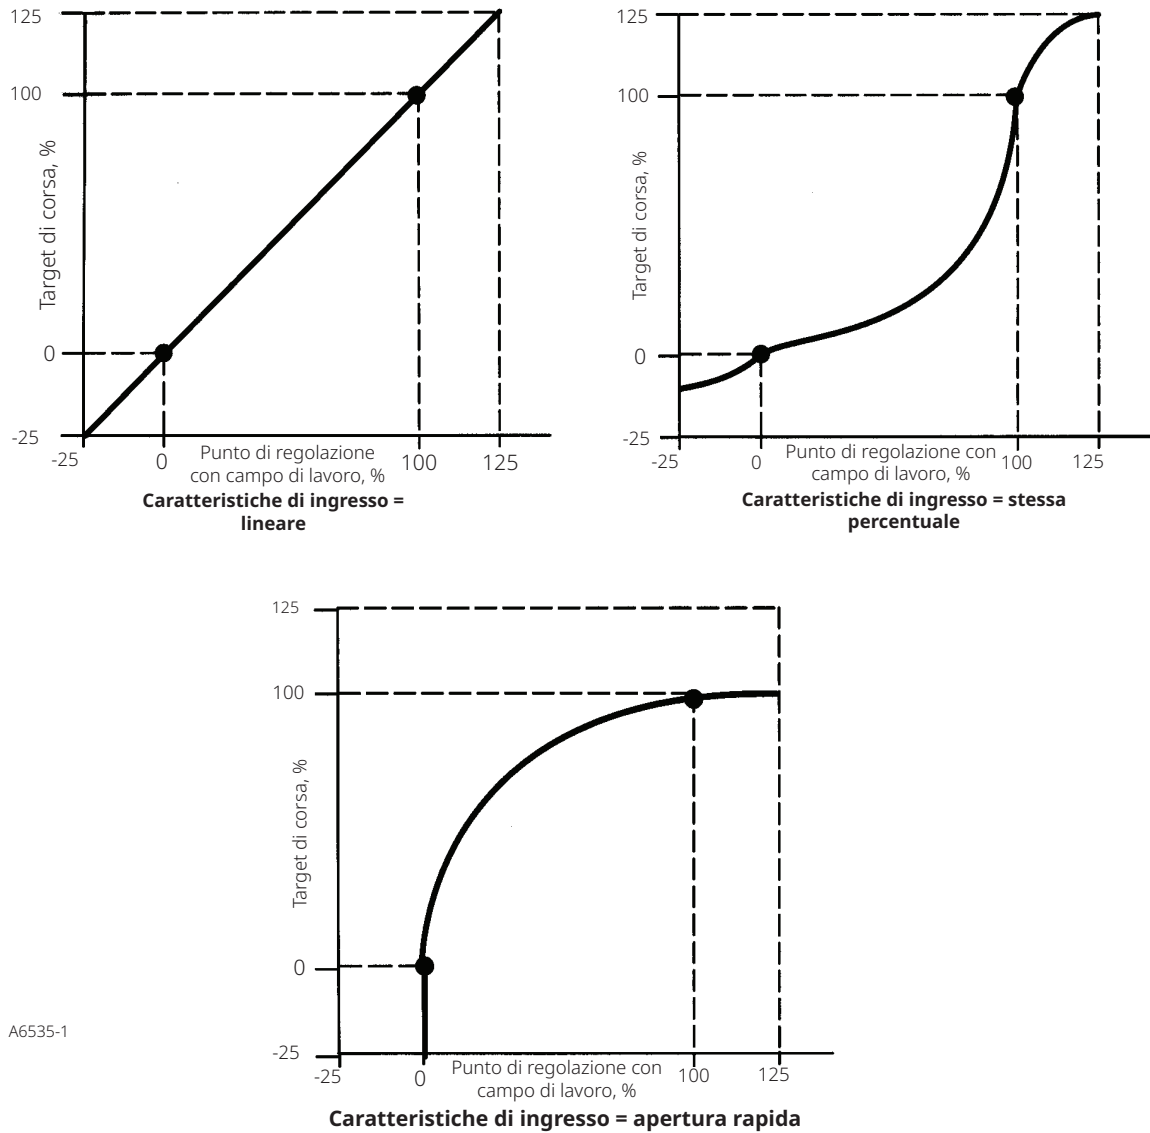 125
100
Target di corsa, %
0
-25
-25
0
Punto di regolazione
con campo di lavoro, %
100
125
Caratteristiche di ingresso =
lineare
125
100
Target di corsa, %
0
-25
-25
0
Punto di regolazione con
campo di lavoro, %
100
125
Caratteristiche di ingresso = stessa
percentuale
125
100
Target di corsa, %
0
-25
-25
0
Punto di regolazione con
campo di lavoro, %
100
125
Caratteristiche di ingresso = apertura rapida
A6535-1